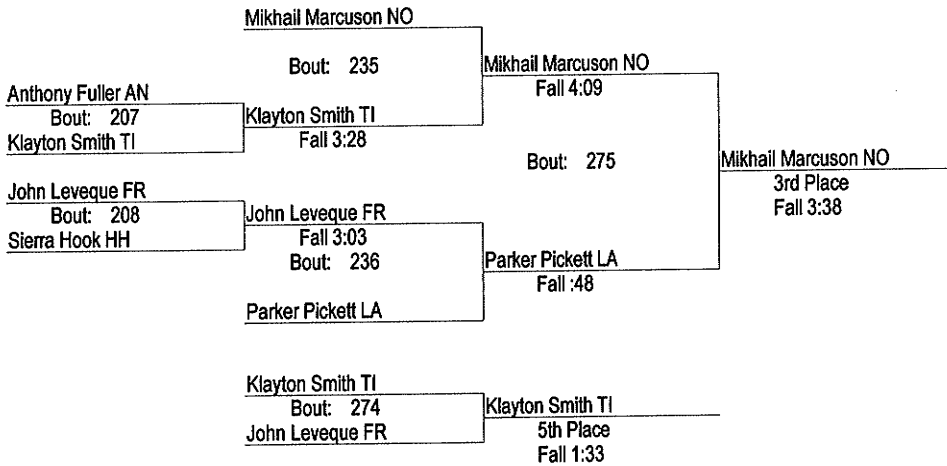 Mikhail Marcuson NO
Bout: 235
Mikhail Marcuson NO
Fall 4:09
Anthony Fuller AN
Bout: 207
Klayton Smith TI
Klayton Smith TI
Fall 3:28
Bout: 275
Mikhail Marcuson NO
3rd Place
Fall 3:38
John Leveque FR
Bout: 208
Sierra Hook HH
John Leveque FR
Fall 3:03
Bout: 236
Parker Pickett LA
Fall :48
Parker Pickett LA
Klayton Smith TI
Bout: 274
John Leveque FR
Klayton Smith TI
5th Place
Fall 1:33